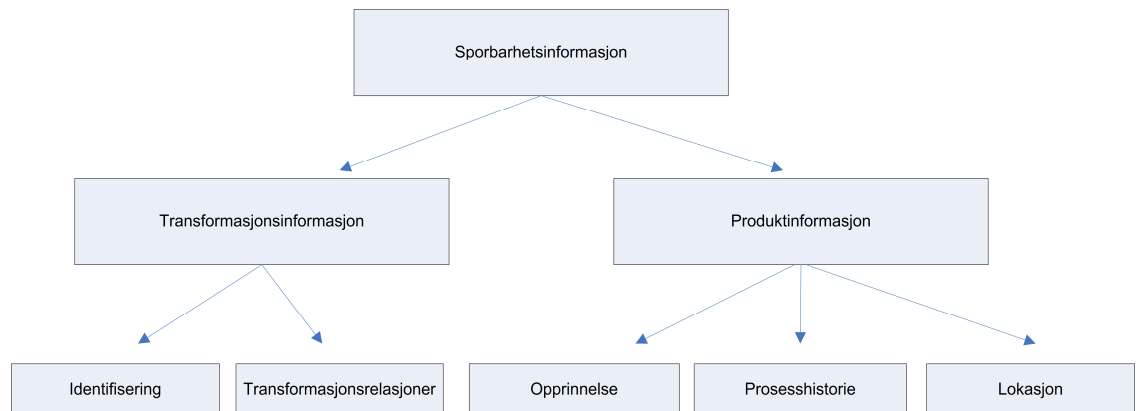 Sporbarhetsinformasjon
Transformasjonsinformasjon
Produktinformasjon
Identifisering
Transformasjonsrelasjoner
Opprinnelse
Prosesshistorie
Lokasjon